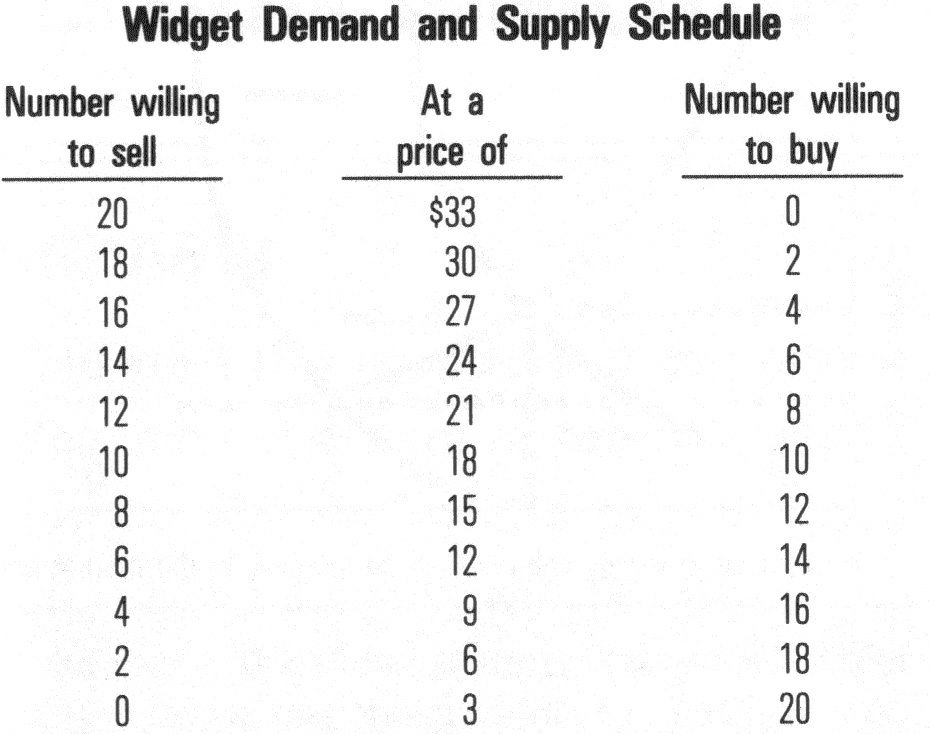 Widget Demand and Supply Schedule
Number willing At a Number willing
to sell price of to buy
20 $33 0
18 30 2
16 27 4
14 24 6
12 21 8
10 18 10
8 15 12
6 12 14
4 9 16
2 6 18
0 3 20